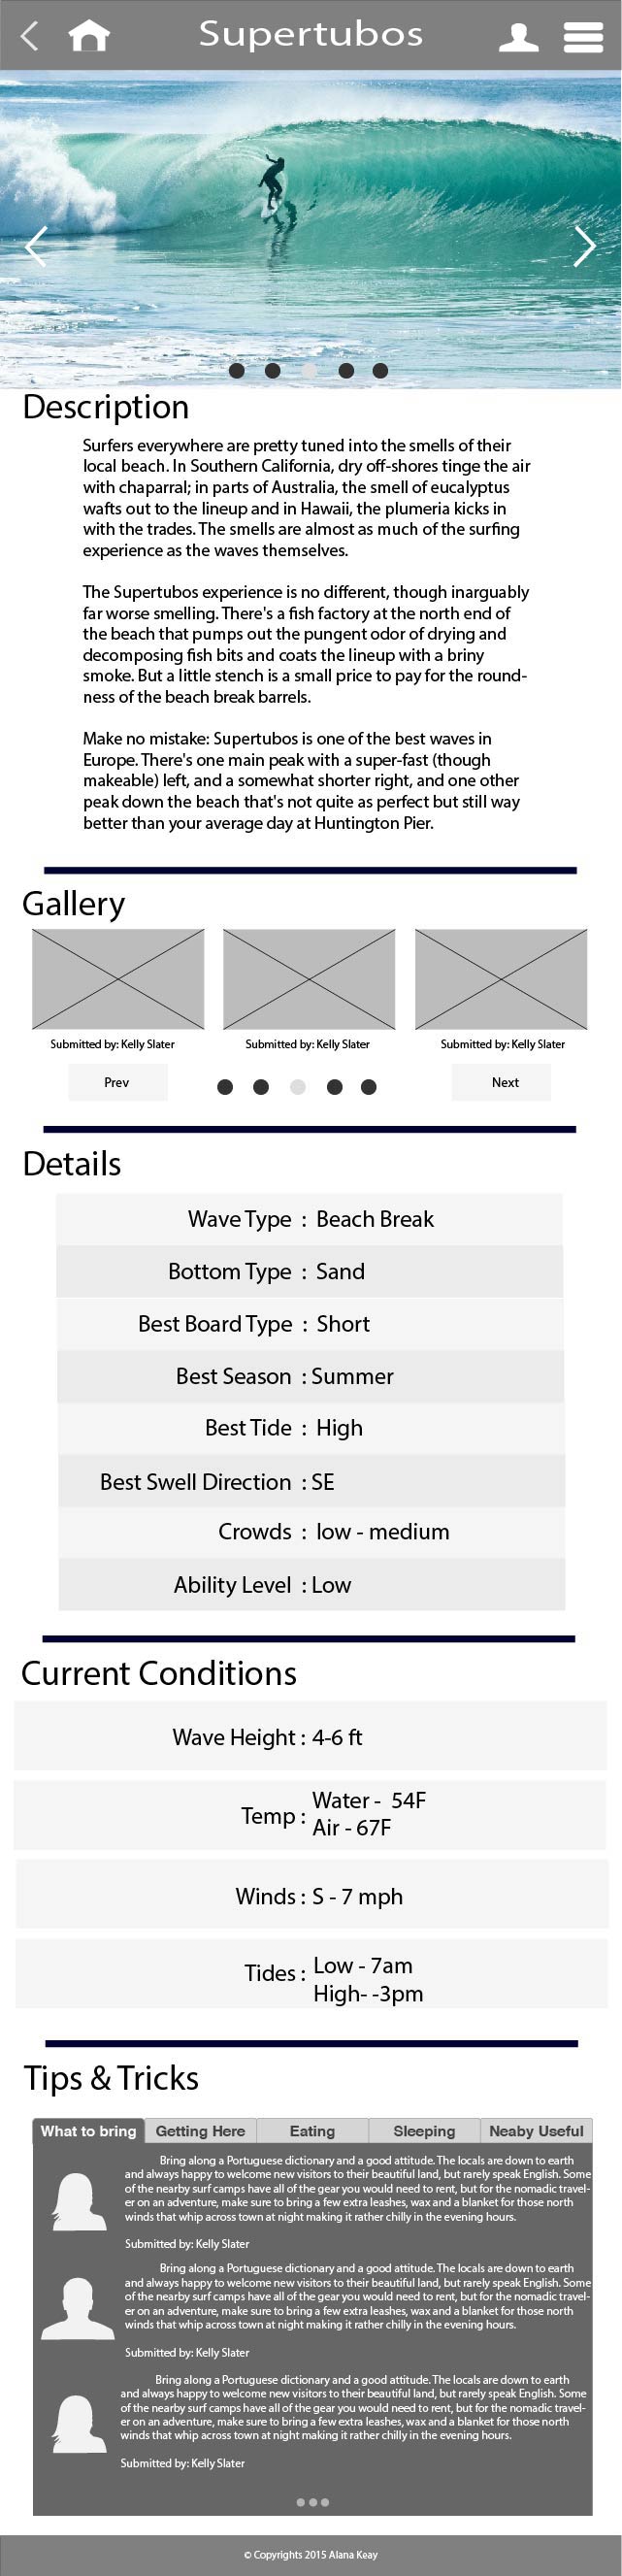 Supertubos
Description
Surfers everywhere are pretty tuned into the smells of their
local beach. In Southern California, dry off-shores tinge the air
with chaparral; in parts of Australia, the smell of eucalyptus
wafts out to the lineup and in Hawaii, the plumeria kicks in
with the trades. The smells are almost as much of the surfing
experience as the waves themselves.
The Supertubos experience is no different, though inarguably
far worse smelling. There's a fish factory at the north end of
the beach that pumps out the pungent odor of drying and
decomposing fish bits and coats the lineup with a briny
smoke. But a little stench is a small price to pay for the round-
ness of the beach break barrels.
Make no mistake: Supertubos is one of the best waves in
Europe. There's one main peak with a super-fast (though
makeable) left, and a somewhat shorter right, and one other
peak down the beach that's not quite as perfect but still way
better than your average day at Huntington Pier.
Gallery
Submitted by: Kelly Slater Submitted by: Kelly Slater Submitted by: Kelly Slater
Prev Next
Details
Wave Type : Beach Break
Bottom Type : Sand
Best Board Type : Short
Best Season : Summer
Best Tide : High
Best Swell Direction : SE
Crowds : low - medium
Ability Level : Low
Current Conditions
Wave Height : 4-6 ft
Temp : Water - 54F
Air - 67F
Winds : S - 7 mph
Tides : Low - 7am
High- -3pm
Tips & Tricks
What to bring Getting Here Eating Sleeping Neaby Useful
Bring along a Portuguese dictionary and a good attitude. The locals are down to earth
and always happy to welcome new visitors to their beautiful land, but rarely speak English. Some
of the nearby surf camps have all of the gear you would need to rent, but for the nomadic travel-
er on an adventure, make sure to bring a few extra leashes, wax and a blanket for those north
winds that whip across town at night making it rather chilly in the evening hours.
Submitted by: Kelly Slater
Bring along a Portuguese dictionary and a good attitude. The locals are down to earth
and always happy to welcome new visitors to their beautiful land, but rarely speak English. Some
of the nearby surf camps have all of the gear you would need to rent, but for the nomadic travel-
er on an adventure, make sure to bring a few extra leashes, wax and a blanket for those north
winds that whip across town at night making it rather chilly in the evening hours.
Submitted by: Kelly Slater
Bring along a Portuguese dictionary and a good attitude. The locals are down to earth
and always happy to welcome new visitors to their beautiful land, but rarely speak English. Some
of the nearby surf camps have all of the gear you would need to rent, but for the nomadic travel-
er on an adventure, make sure to bring a few extra leashes, wax and a blanket for those north
winds that whip across town at night making it rather chilly in the evening hours.
Submitted by: Kelly Slater
© Copyrights 2015 Alana Keay